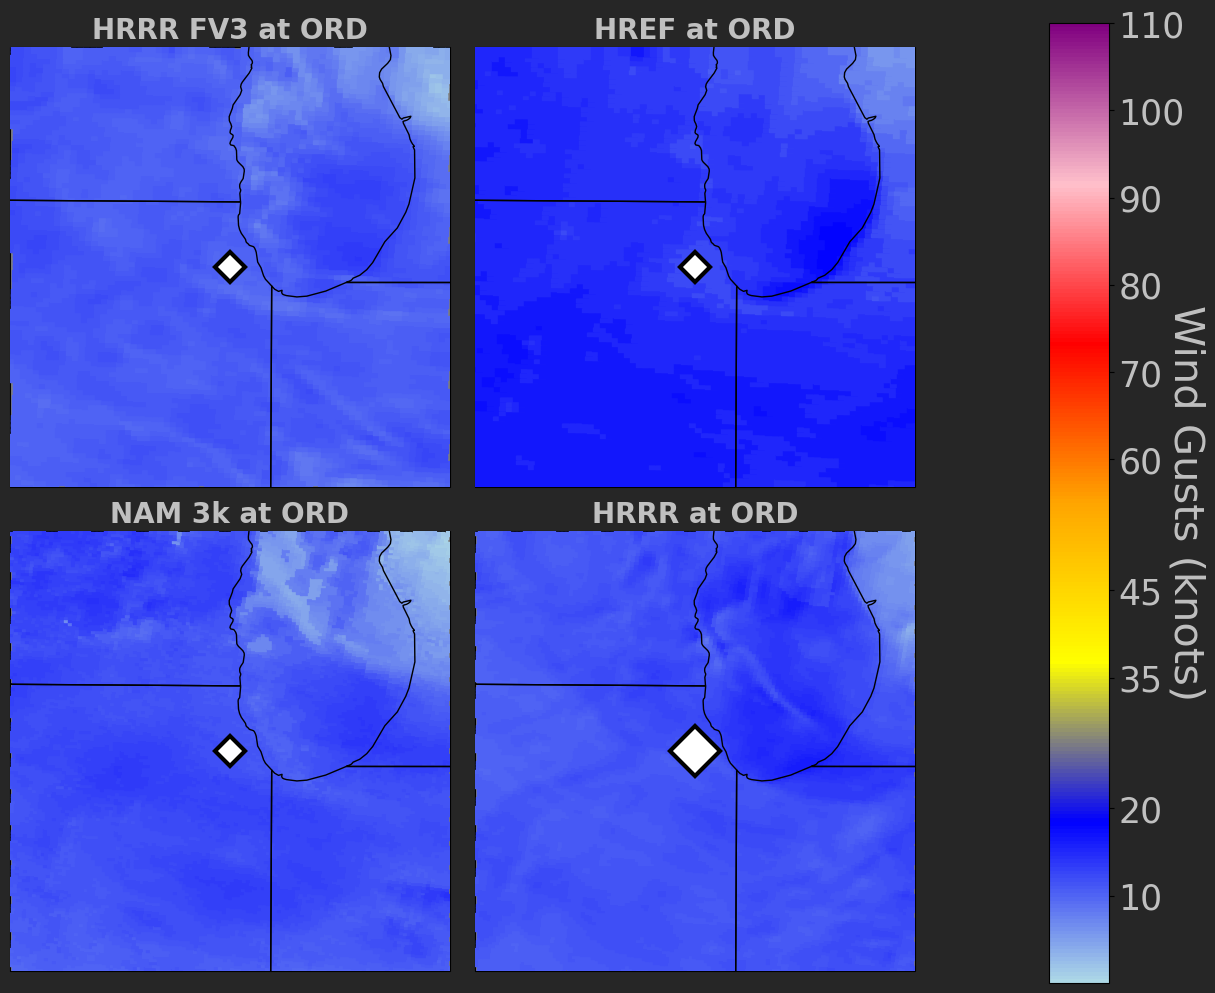 HRRR FV3 at ORD
HREF at ORD
NAM 3k at ORD
HRRR at ORD
110
100
90
80
70
60
45
35
20
10
Wind Gusts (knots)